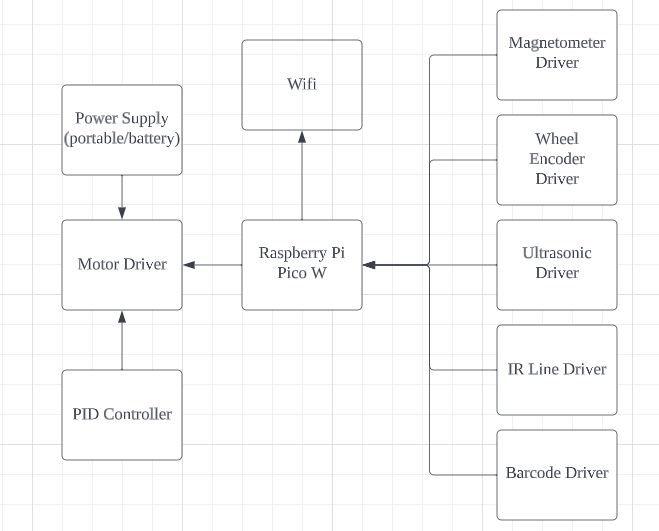 Magnetometer
Driver
Wifi
Power Supply
(portable/battery)
Wheel
Encoder
Driver
Motor Driver
Raspberry Pi
Pico W
Ultrasonic
Driver
IR Line Driver
PID Controller
Barcode Driver